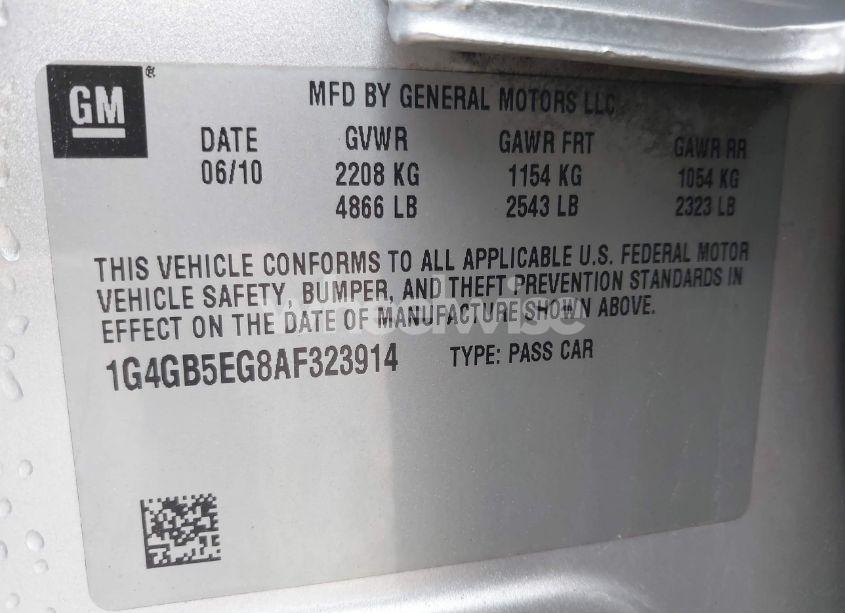 GM®
MFD BY GENERAL MOTORS LLC
DATE GVWR GAWR FRT GAWR RR
06/10 2208 KG 1154 KG 1054 KG
4866 LB 2543 LB 2323 LB
THIS VEHICLE CONFORMS TO ALL APPLICABLE U.S. FEDERAL MOTOR
VEHICLE SAFETY, BUMPER, AND THEFT PREVENTION STANDARDS IN
EFFECT ON THE DATE OF MANUFACTURE SHOWN ABOVE.
1G4GB5EG8AF323914 TYPE: PASS CAR